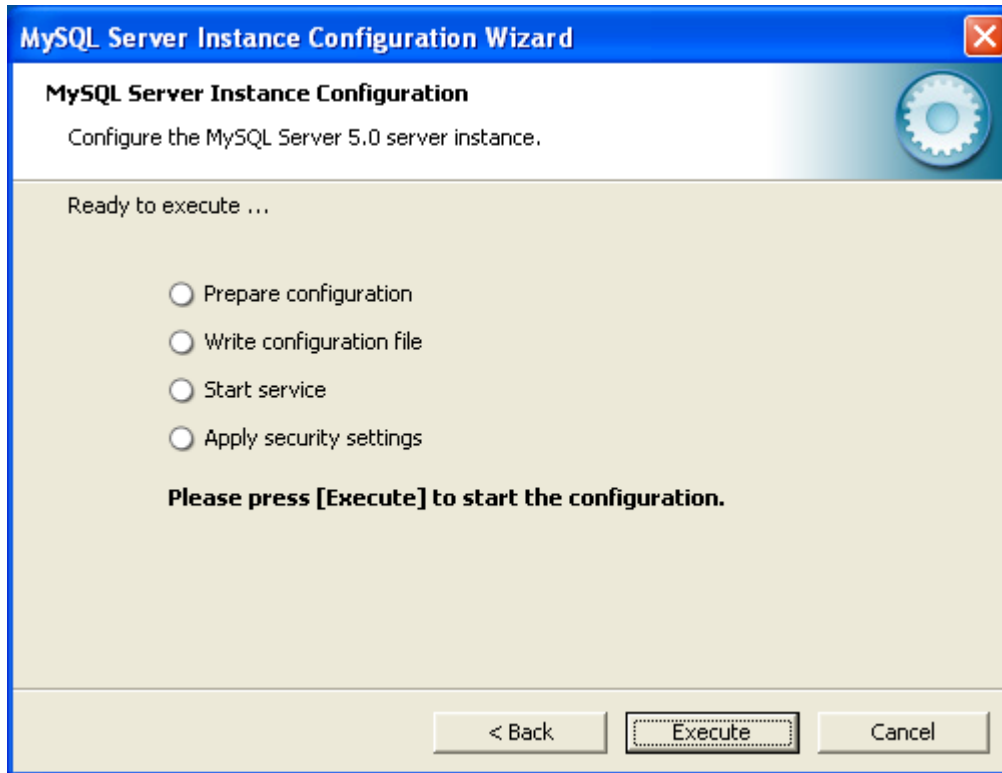 MySQL Server Instance Configuration Wizard
MySQL Server Instance Configuration
Configure the MySQL Server 5.0 server instance.
Ready to execute ...
Prepare configuration
Write configuration file
Start service
Apply security settings
Please press [Execute] to start the configuration.
< Back Execute Cancel